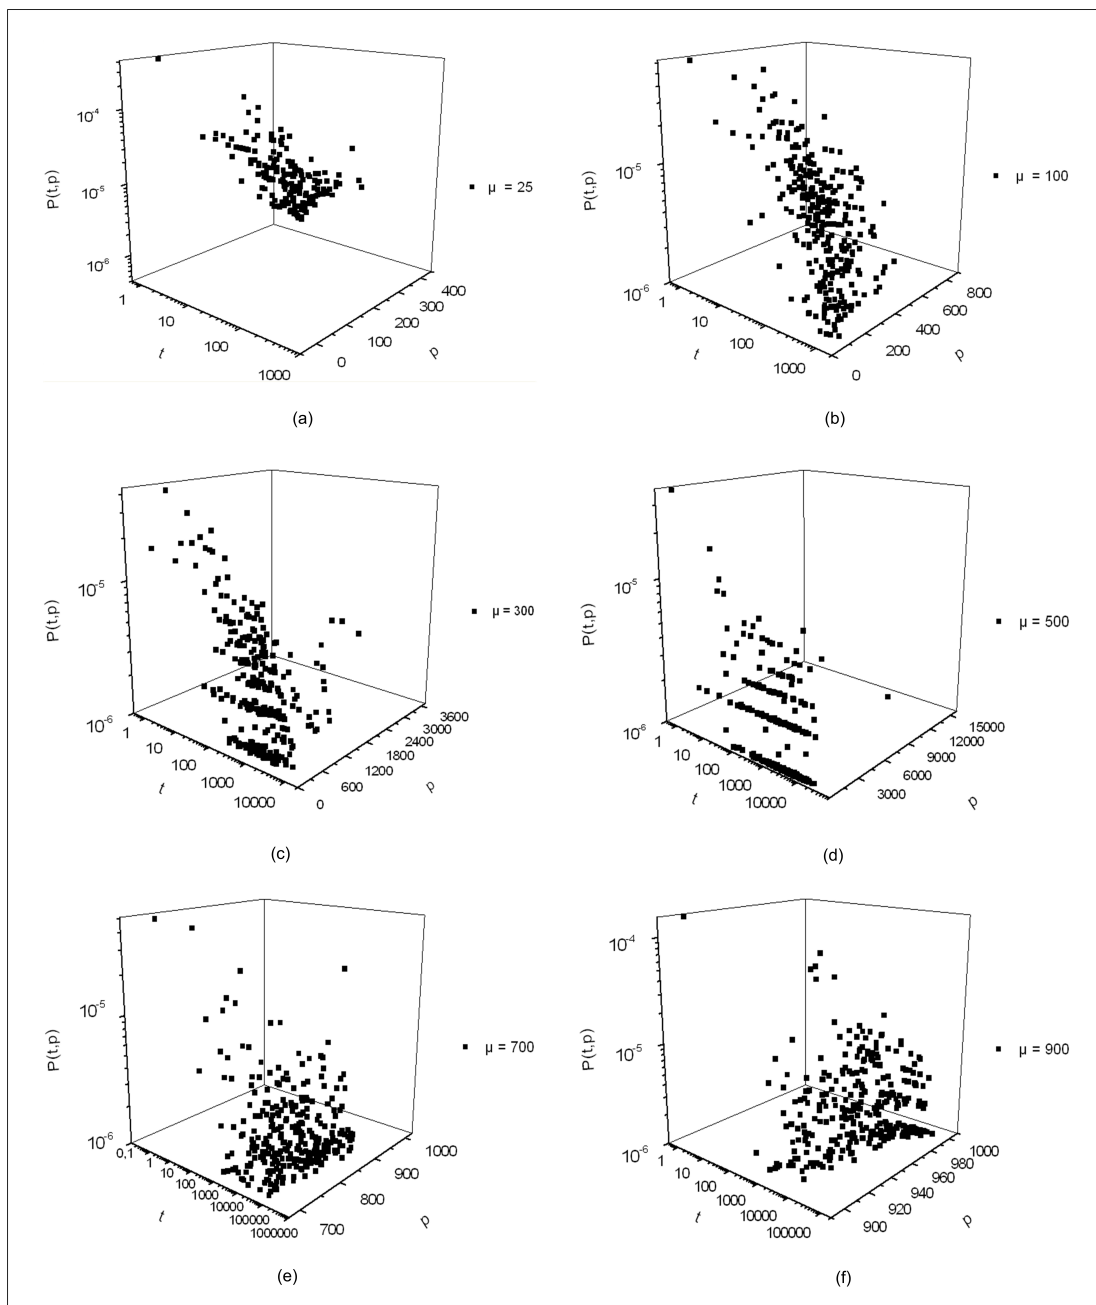 10-4
10-5
10-6
P(t,p)
1
10
100
1000
t
0
100
200
300
400
p
μ = 25
(a)
10-5
10-6
P(t,p)
1
10
100
1000
t
0
200
400
600
800
p
μ = 100
(b)
10-5
10-6
P(t,p)
1
10
100
1000
10000
t
0
600
1200
1800
2400
3000
3600
p
μ = 300
(c)
10-5
10-6
P(t,p)
1
10
100
1000
10000
t
3000
6000
9000
12000
15000
p
μ = 500
(d)
10-5
10-6
P(t,p)
0.1
1
10
100
1000
10000
100000
1000000
t
700
800
900
1000
p
μ = 700
(e)
10-4
10-5
10-6
P(t,p)
1
10
100
1000
10000
100000
t
900
920
940
960
980
1000
p
μ = 900
(f)